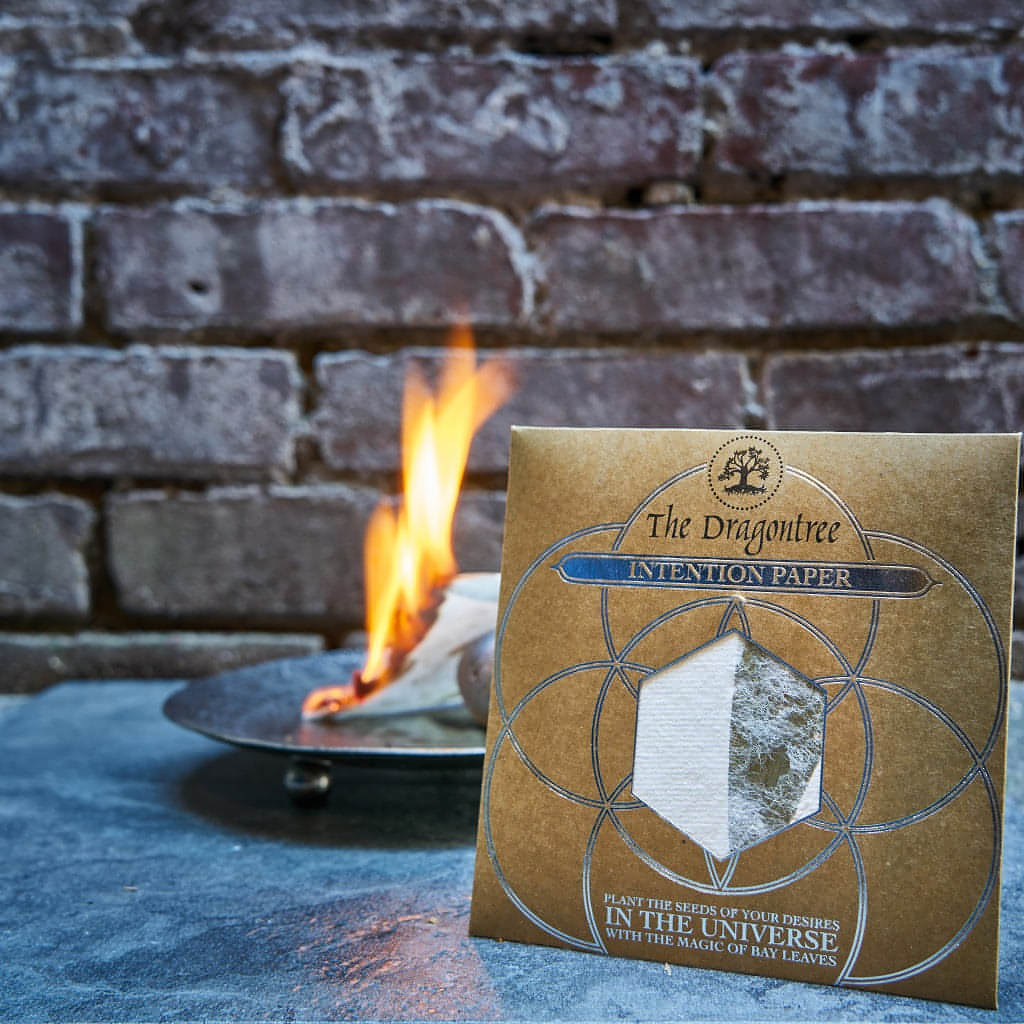 The Dragontree
INTENTION PAPER
PLANT THE SEEDS OF YOUR DESIRES
IN THE UNIVERSE
WITH THE MAGIC OF BAY LEAVES